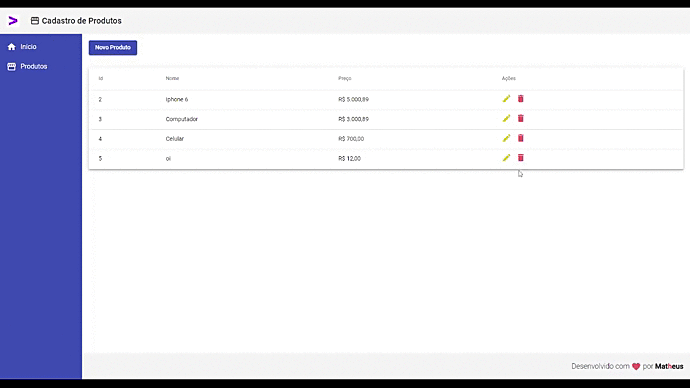 Cadastro de Produtos
Início
Produtos
Novo Produto
Id Nome Preço Ações
2 Iphone 6 R$ 5.000,89
3 Computador R$ 3.000,89
4 Celular R$ 700,00
5 oi R$ 12,00
Desenvolvido com por Matheus